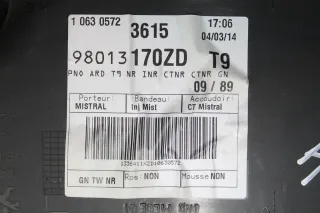 1 063 0572 3615 17:06
04/03/14
98013170ZD T9
PNO ARD T9 NR INR CTNR CTNR GN
09 / 89
Porteur: Bandeau: Accoudoir:
MISTRAL Inj Mist CT Mistral
GN TW NR Rps: NON Mousse NON